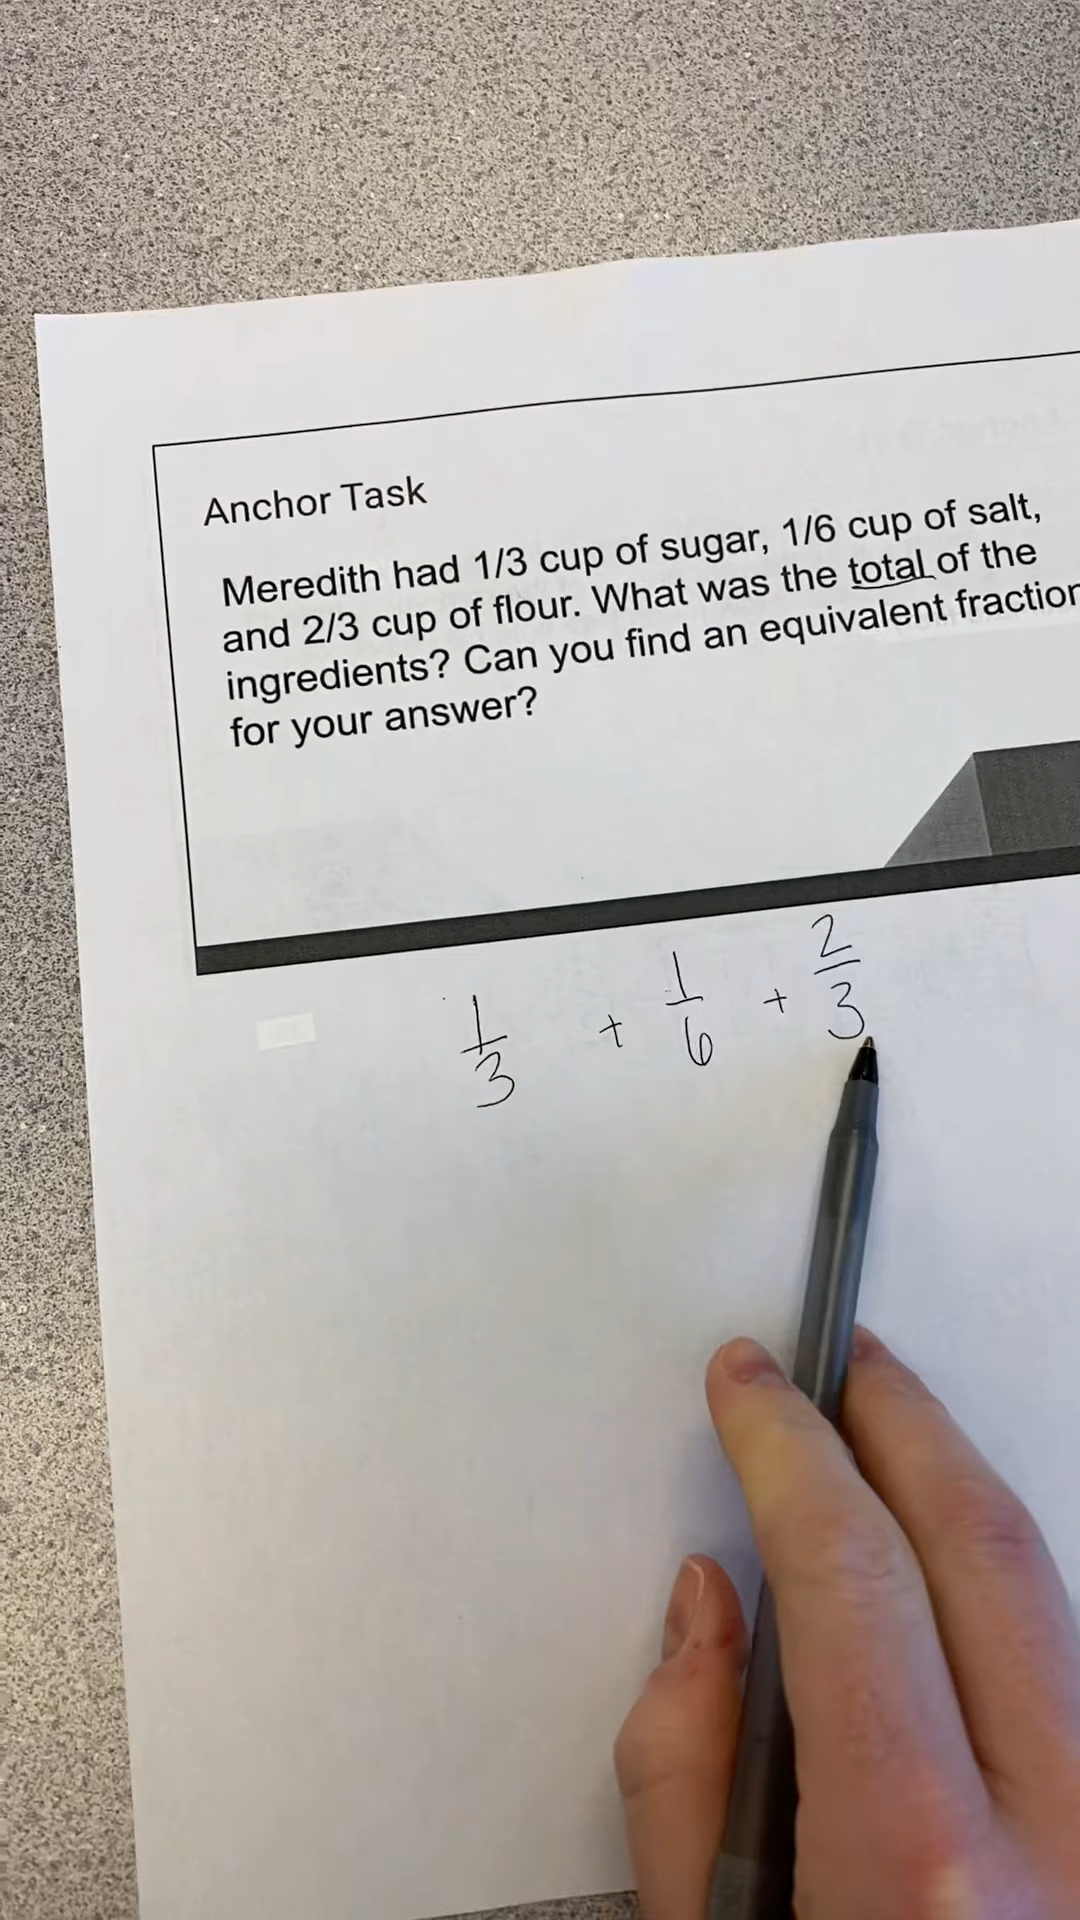 Anchor Task
Meredith had 1/3 cup of sugar, 1/6 cup of salt,
and 2/3 cup of flour. What was the total of the
ingredients? Can you find an equivalent fraction
for your answer?
1/3 + 1/6 + 2/3